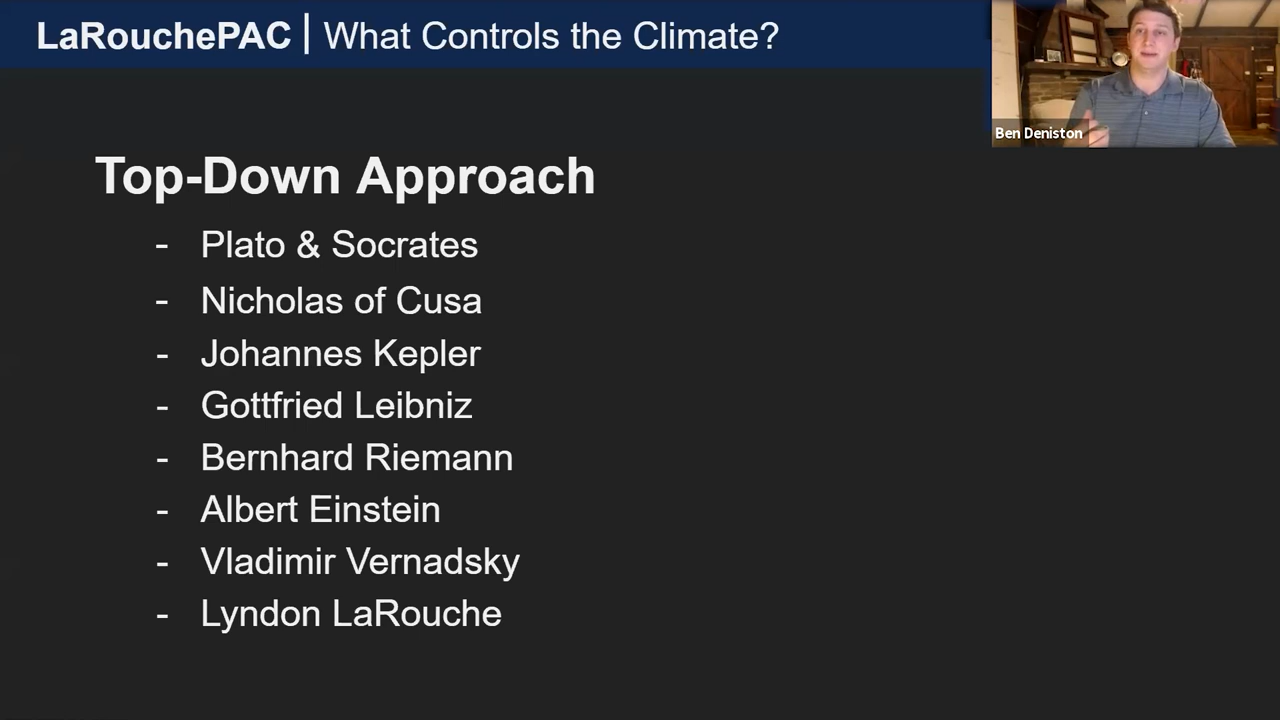 LaRouchePAC | What Controls the Climate?
Ben Deniston
Top-Down Approach
- Plato & Socrates
- Nicholas of Cusa
- Johannes Kepler
- Gottfried Leibniz
- Bernhard Riemann
- Albert Einstein
- Vladimir Vernadsky
- Lyndon LaRouche